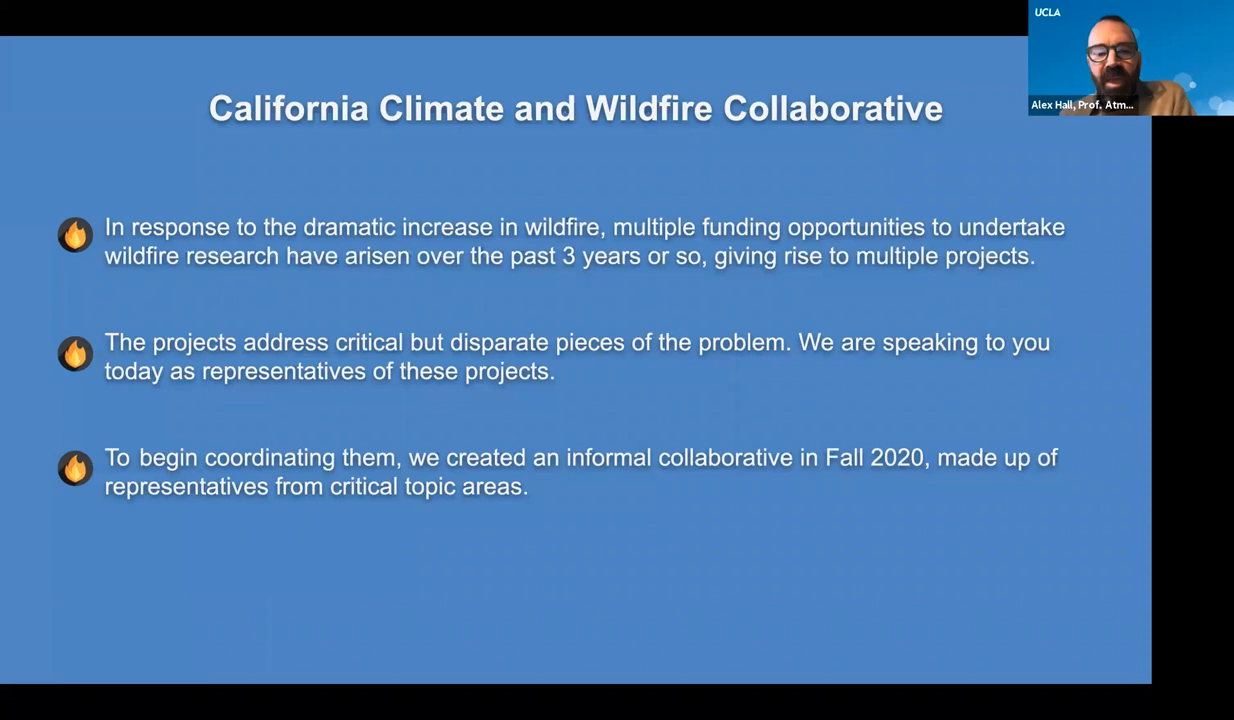 UCLA
Alex Hall, Prof. Atm...
California Climate and Wildfire Collaborative
In response to the dramatic increase in wildfire, multiple funding opportunities to undertake
wildfire research have arisen over the past 3 years or so, giving rise to multiple projects.
The projects address critical but disparate pieces of the problem. We are speaking to you
today as representatives of these projects.
To begin coordinating them, we created an informal collaborative in Fall 2020, made up of
representatives from critical topic areas.